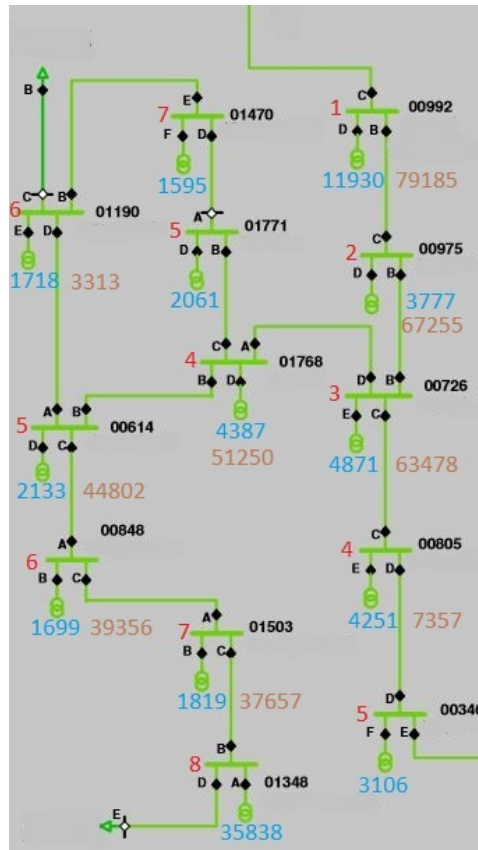 C
1 00992
D B
11930 79185
B
E
7 01470
F D
1595
C B
6 01190
E D
1718 3313
A
5 01771
D B
2061
C
2 00975
D B
3777
67255
C A
4 01768
B D
4387
51250
D B
3 00726
E C
4871 63478
A B
5 00614
D C
2133 44802
00848
A
6
B C
1699 39356
C
4 00805
E D
4251 7357
A
7 01503
B C
1819 37657
D
00346
5
F E
3106
B
8
D A 01348
E
35838